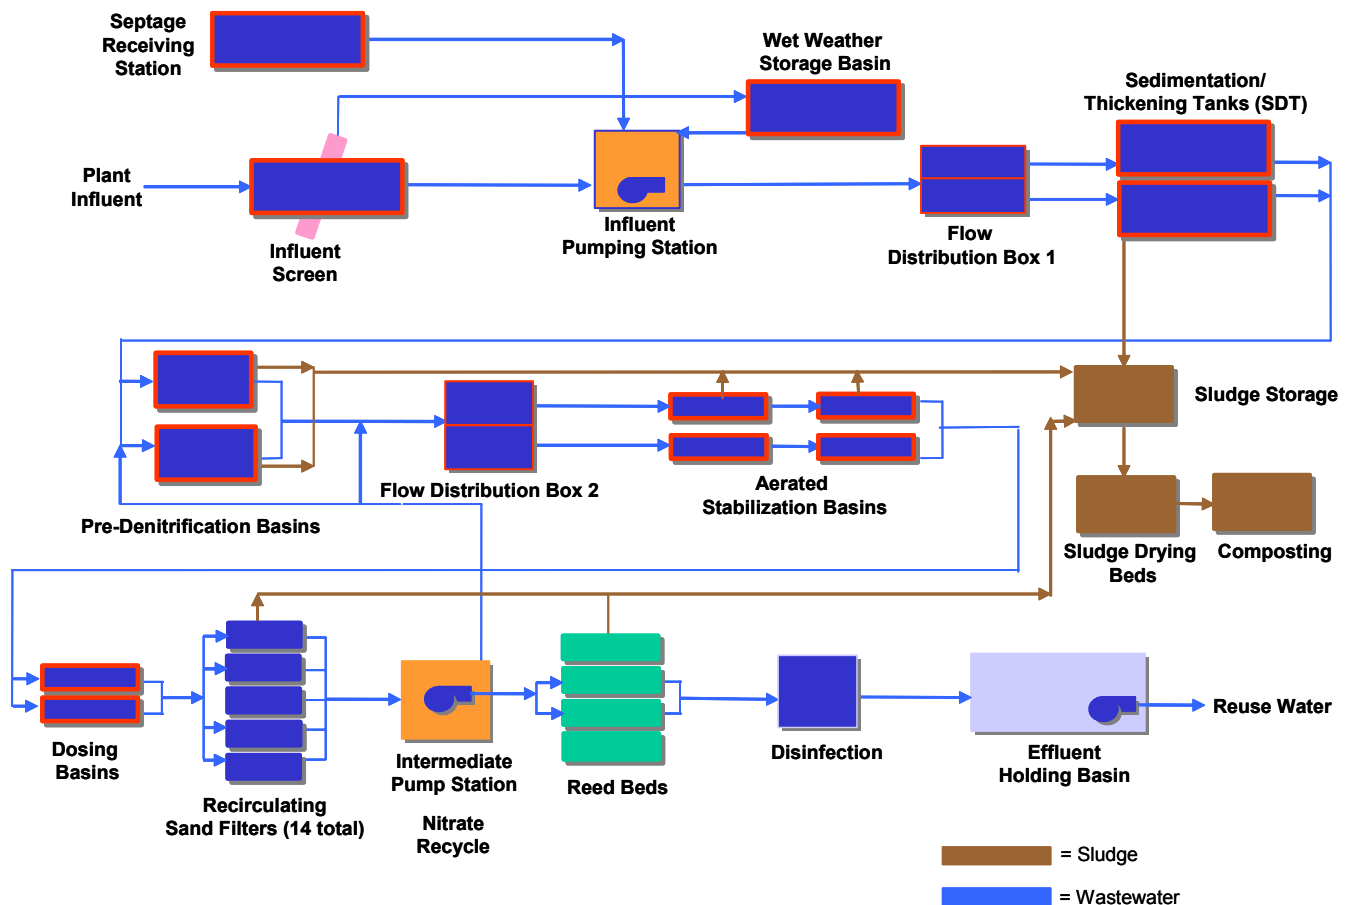 Septage
Receiving
Station
Wet Weather
Storage Basin
Sedimentation/
Thickening Tanks (SDT)
Plant
Influent
Influent
Screen
Influent
Pumping Station
Flow
Distribution Box 1
Sludge Storage
Flow Distribution Box 2
Aerated
Stabilization Basins
Pre-Denitrification Basins
Sludge Drying
Beds
Composting
Dosing
Basins
Recirculating
Sand Filters (14 total)
Intermediate
Pump Station
Nitrate
Recycle
Reed Beds
Disinfection
Effluent
Holding Basin
Reuse Water
= Sludge
= Wastewater